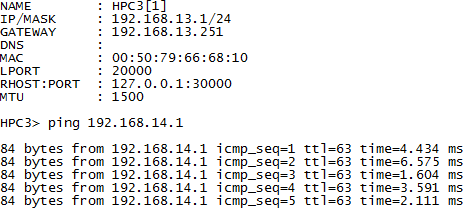 NAME        : HPC3[1]
IP/MASK     : 192.168.13.1/24
GATEWAY     : 192.168.13.251
DNS         :
MAC         : 00:50:79:66:68:10
LPORT       : 20000
RHOST:PORT  : 127.0.0.1:30000
MTU         : 1500
HPC3> ping 192.168.14.1
84 bytes from 192.168.14.1 icmp_seq=1 ttl=63 time=4.434 ms
84 bytes from 192.168.14.1 icmp_seq=2 ttl=63 time=6.575 ms
84 bytes from 192.168.14.1 icmp_seq=3 ttl=63 time=1.604 ms
84 bytes from 192.168.14.1 icmp_seq=4 ttl=63 time=3.591 ms
84 bytes from 192.168.14.1 icmp_seq=5 ttl=63 time=2.111 ms